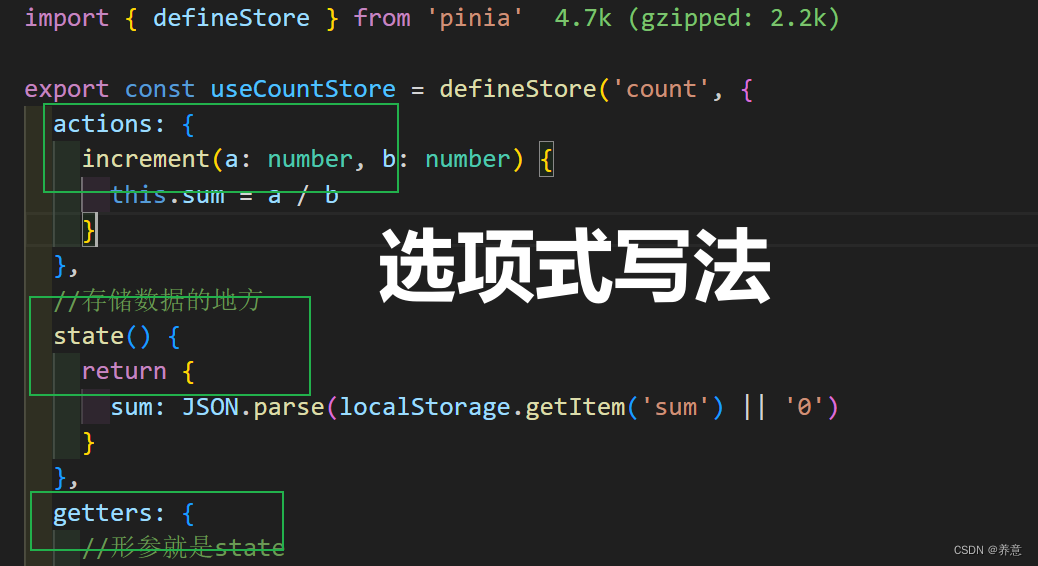 import { defineStore } from 'pinia'  4.7k (gzipped: 2.2k)
export const useCountStore = defineStore('count', {
actions: {
increment(a: number, b: number) {
this.sum = a / b
}
选项式写法
},
//存储数据的地方
state() {
return {
sum: JSON.parse(localStorage.getItem('sum') || '0')
}
},
getters: {
//形参就是state
CSDN @养意